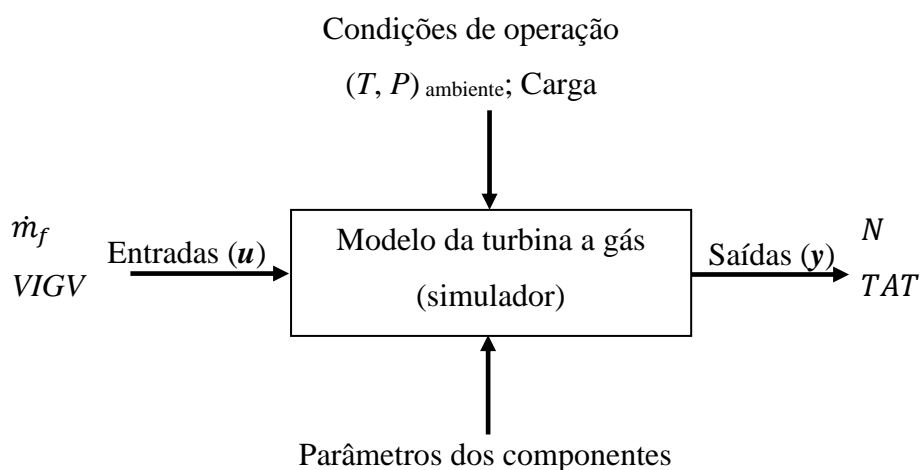 Condições de operação
(T, P) ambiente; Carga
ṁf
VIGV
Entradas (u)
Modelo da turbina a gás
(simulador)
Saídas (y)
N
TAT
Parâmetros dos componentes